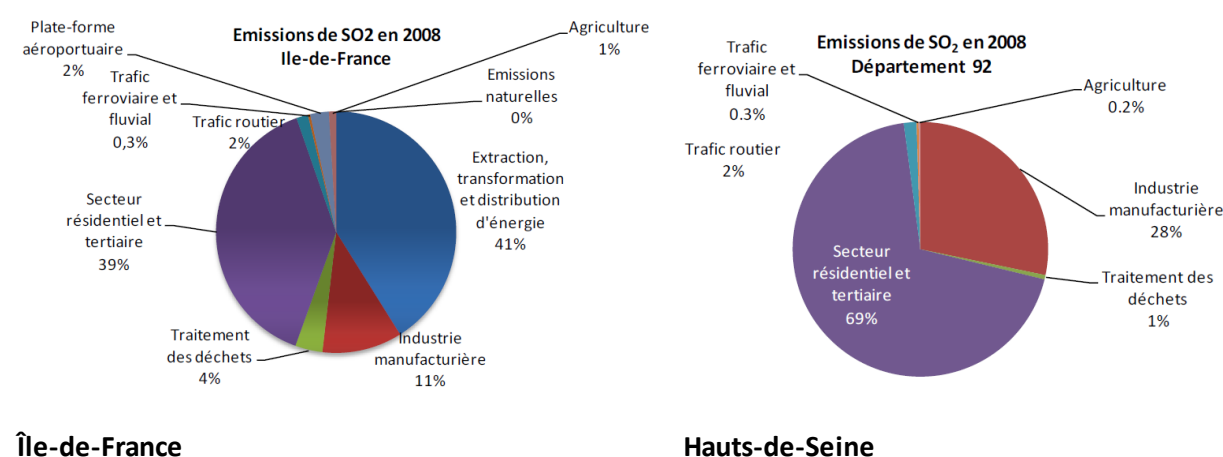 Emissions de SO2 en 2008
Ile-de-France
Plate-forme
aéroportuaire
2%
Trafic
ferroviaire et
fluvial
0,3%
Trafic routier
2%
Secteur
résidentiel et
tertiaire
39%
Traitement
des déchets
4%
Agriculture
1%
Emissions
naturelles
0%
Extraction,
transformation
et distribution
d'énergie
41%
Industrie
manufacturière
11%
Île-de-France
Emissions de SO₂ en 2008
Département 92
Trafic
ferroviaire et
fluvial
0.3%
Trafic routier
2%
Secteur
résidentiel et
tertiaire
69%
Agriculture
0.2%
Industrie
manufacturière
28%
Traitement des
déchets
1%
Hauts-de-Seine